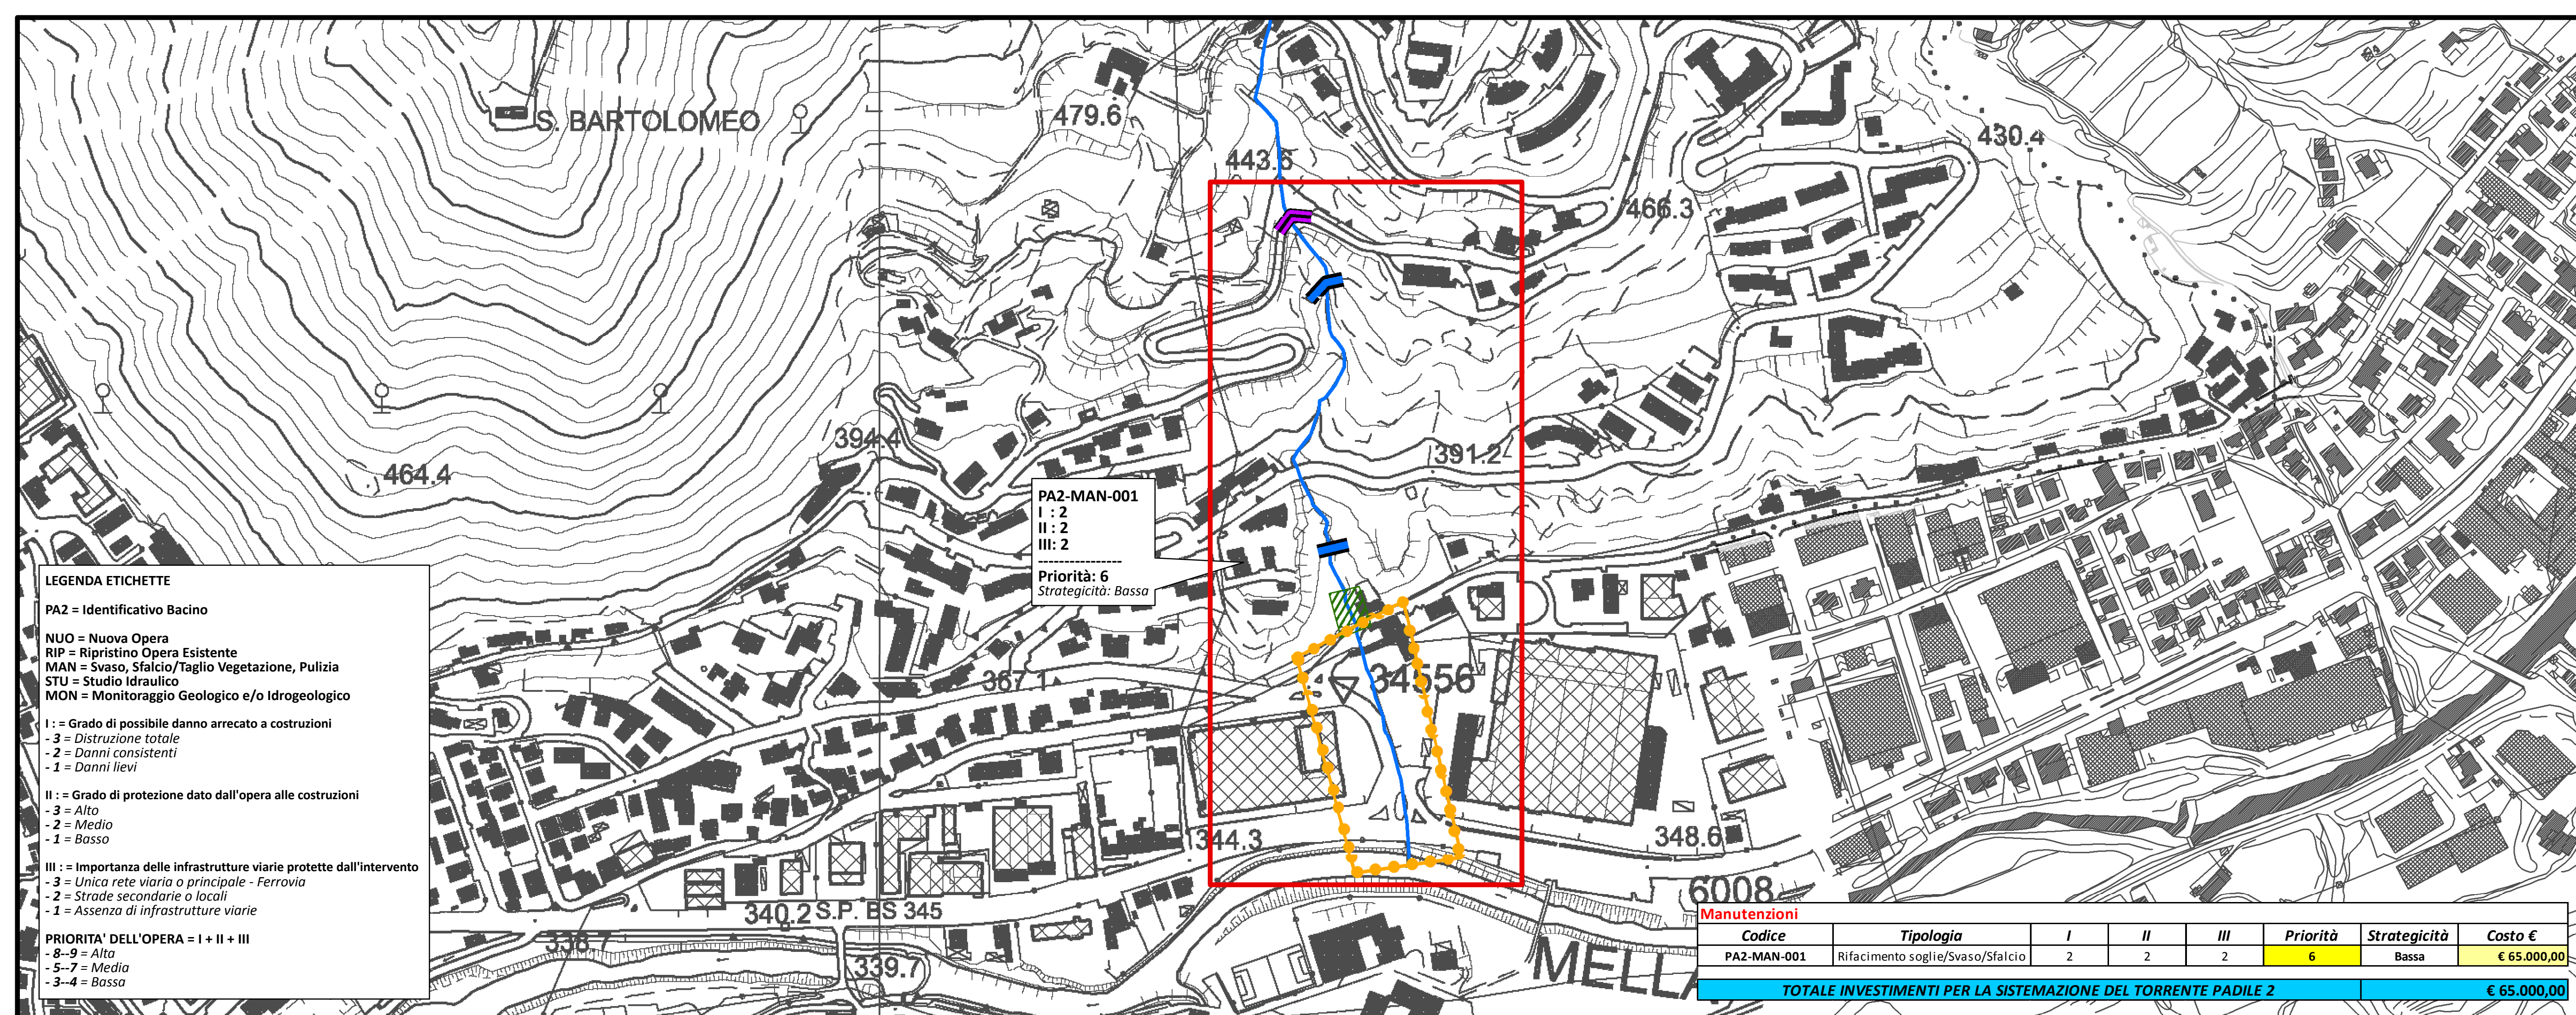 S. BARTOLOMEO
479.6
443.6
430.4
466.3
394.4
464.4
391.2
PA2-MAN-001
I : 2
II : 2
III: 2
-----------------
Priorità: 6
Strategicità: Bassa
LEGENDA ETICHETTE
PA2 = Identificativo Bacino
NUO = Nuova Opera
RIP = Ripristino Opera Esistente
MAN = Svaso, Sfalcio/Taglio Vegetazione, Pulizia
STU = Studio Idraulico
MON = Monitoraggio Geologico e/o Idrogeologico
I : = Grado di possibile danno arrecato a costruzioni
- 3 = Distruzione totale
- 2 = Danni consistenti
- 1 = Danni lievi
II : = Grado di protezione dato dall'opera alle costruzioni
- 3 = Alto
- 2 = Medio
- 1 = Basso
III : = Importanza delle infrastrutture viarie protette dall'intervento
- 3 = Unica rete viaria o principale - Ferrovia
- 2 = Strade secondarie o locali
- 1 = Assenza di infrastrutture viarie
PRIORITA' DELL'OPERA = I + II + III
- 8--9 = Alta
- 5--7 = Media
- 3--4 = Bassa
367.1
34556
344.3
348.6
6008
340.2 S.P. BS 345
338.7
339.7
MELLA
Manutenzioni
Codice Tipologia I II III Priorità Strategicità Costo €
PA2-MAN-001 Rifacimento soglie/Svaso/Sfalcio 2 2 2 6 Bassa € 65.000,00
TOTALE INVESTIMENTI PER LA SISTEMAZIONE DEL TORRENTE PADILE 2 € 65.000,00